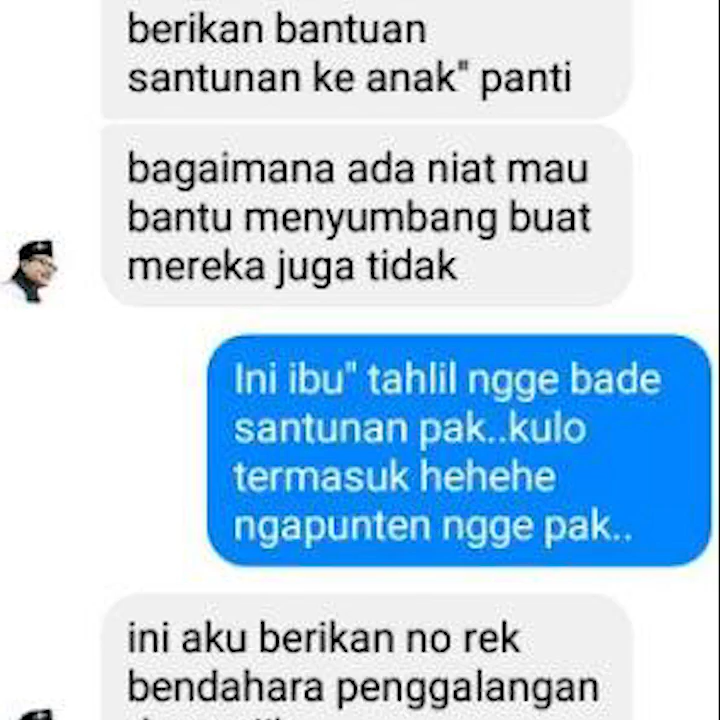 berikan bantuan
santunan ke anak" panti
bagaimana ada niat mau
bantu menyumbang buat
mereka juga tidak
Ini ibu" tahlil ngge bade
santunan pak..kulo
termasuk hehehe
ngapunten ngge pak..
ini aku berikan no rek
bendahara penggalangan